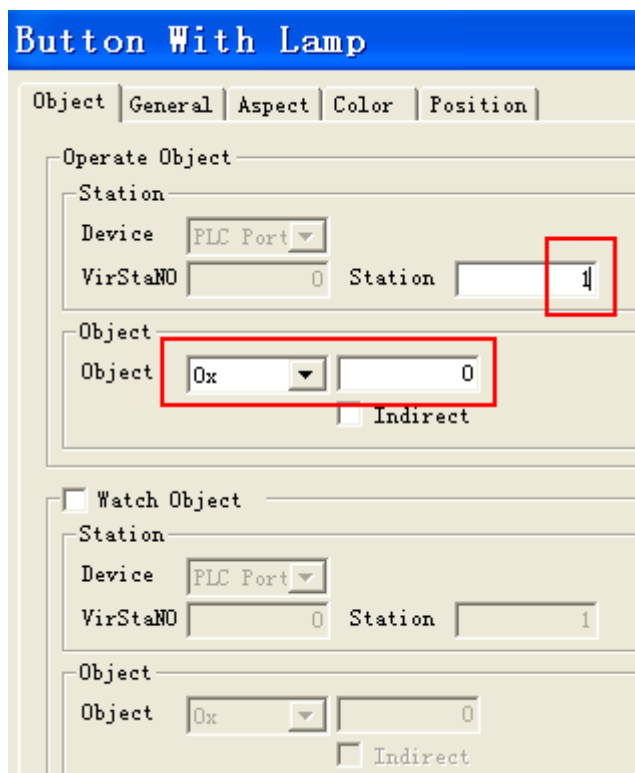 Button With Lamp
Object General Aspect Color Position
Operate Object
Station
Device PLC Port
VirStaNO 0 Station 1
Object
Object 0x 0
Indirect
Watch Object
Station
Device PLC Port
VirStaNO 0 Station 1
Object
Object 0x 0
Indirect